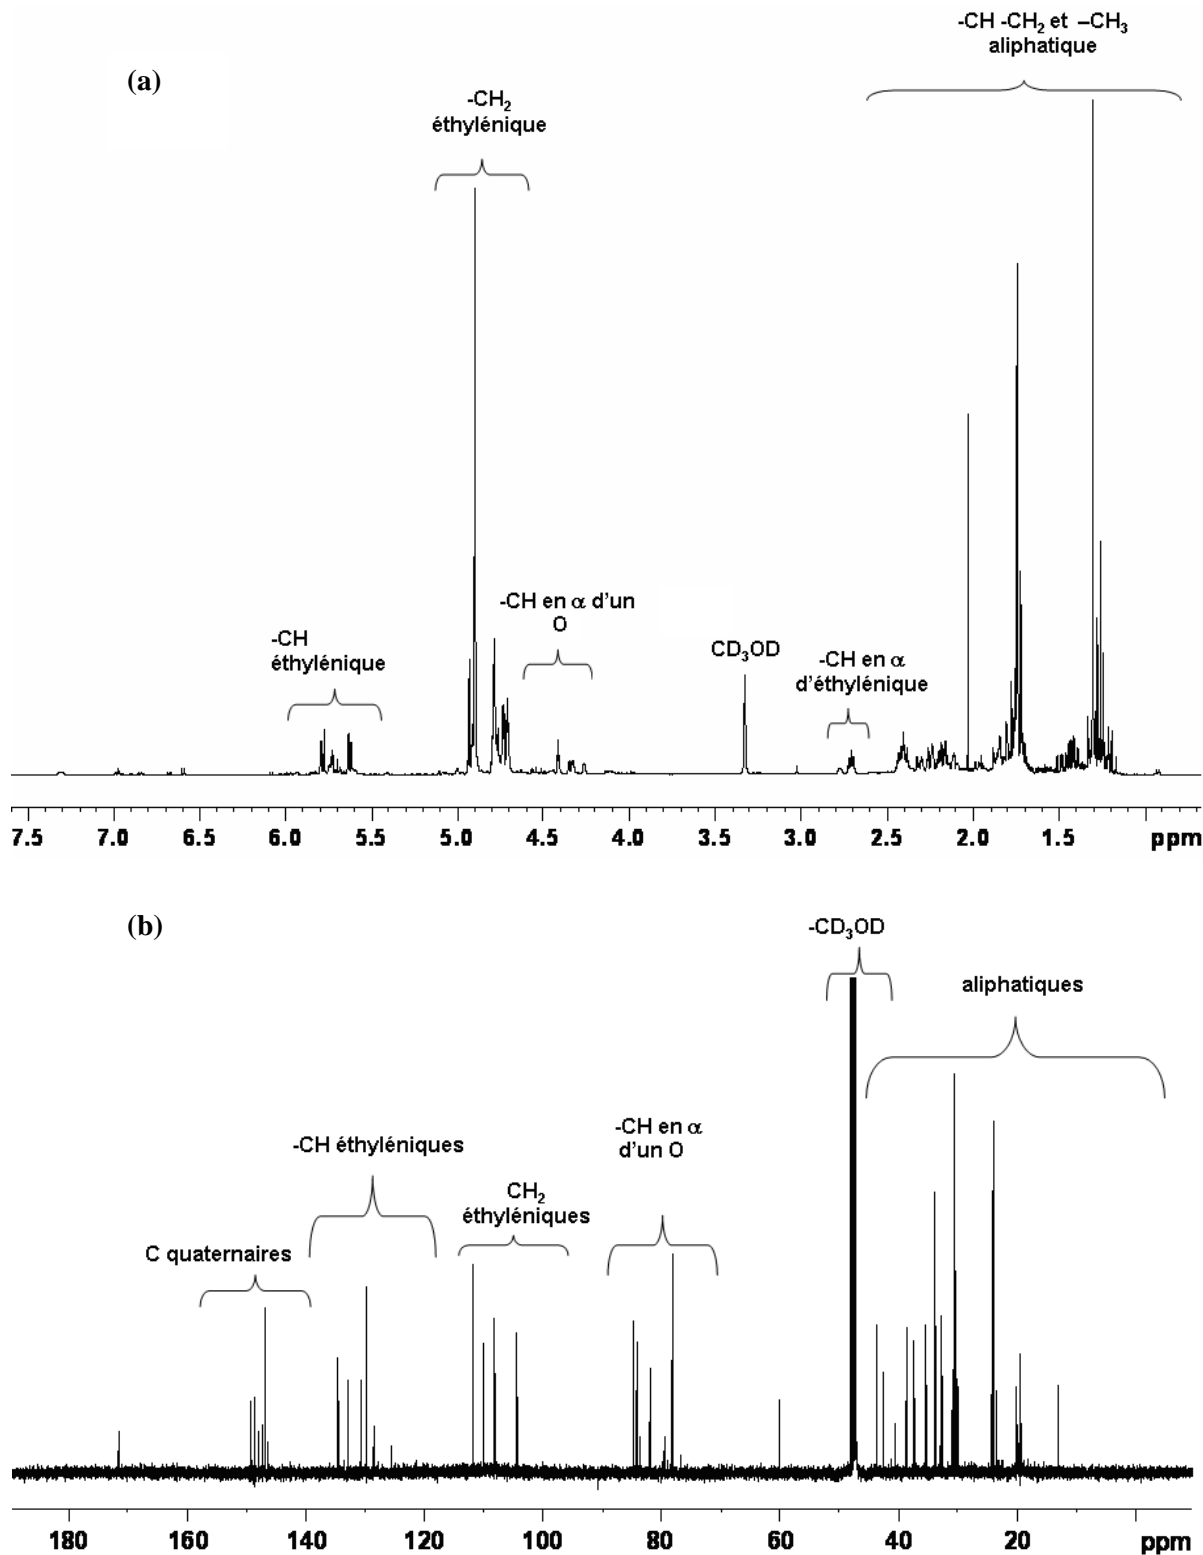 (a)
-CH -CH₂ et –CH₃
aliphatique
-CH₂
éthylénique
-CH en α d'un
O
-CH
éthylénique
CD₃OD
-CH en α
d'éthylénique
7.5 7.0 6.5 6.0 5.5 5.0 4.5 4.0 3.5 3.0 2.5 2.0 1.5 ppm
(b)
-CD₃OD
aliphatiques
-CH en α
d'un O
-CH éthyléniques
CH₂
éthyléniques
C quaternaires
180 160 140 120 100 80 60 40 20 ppm